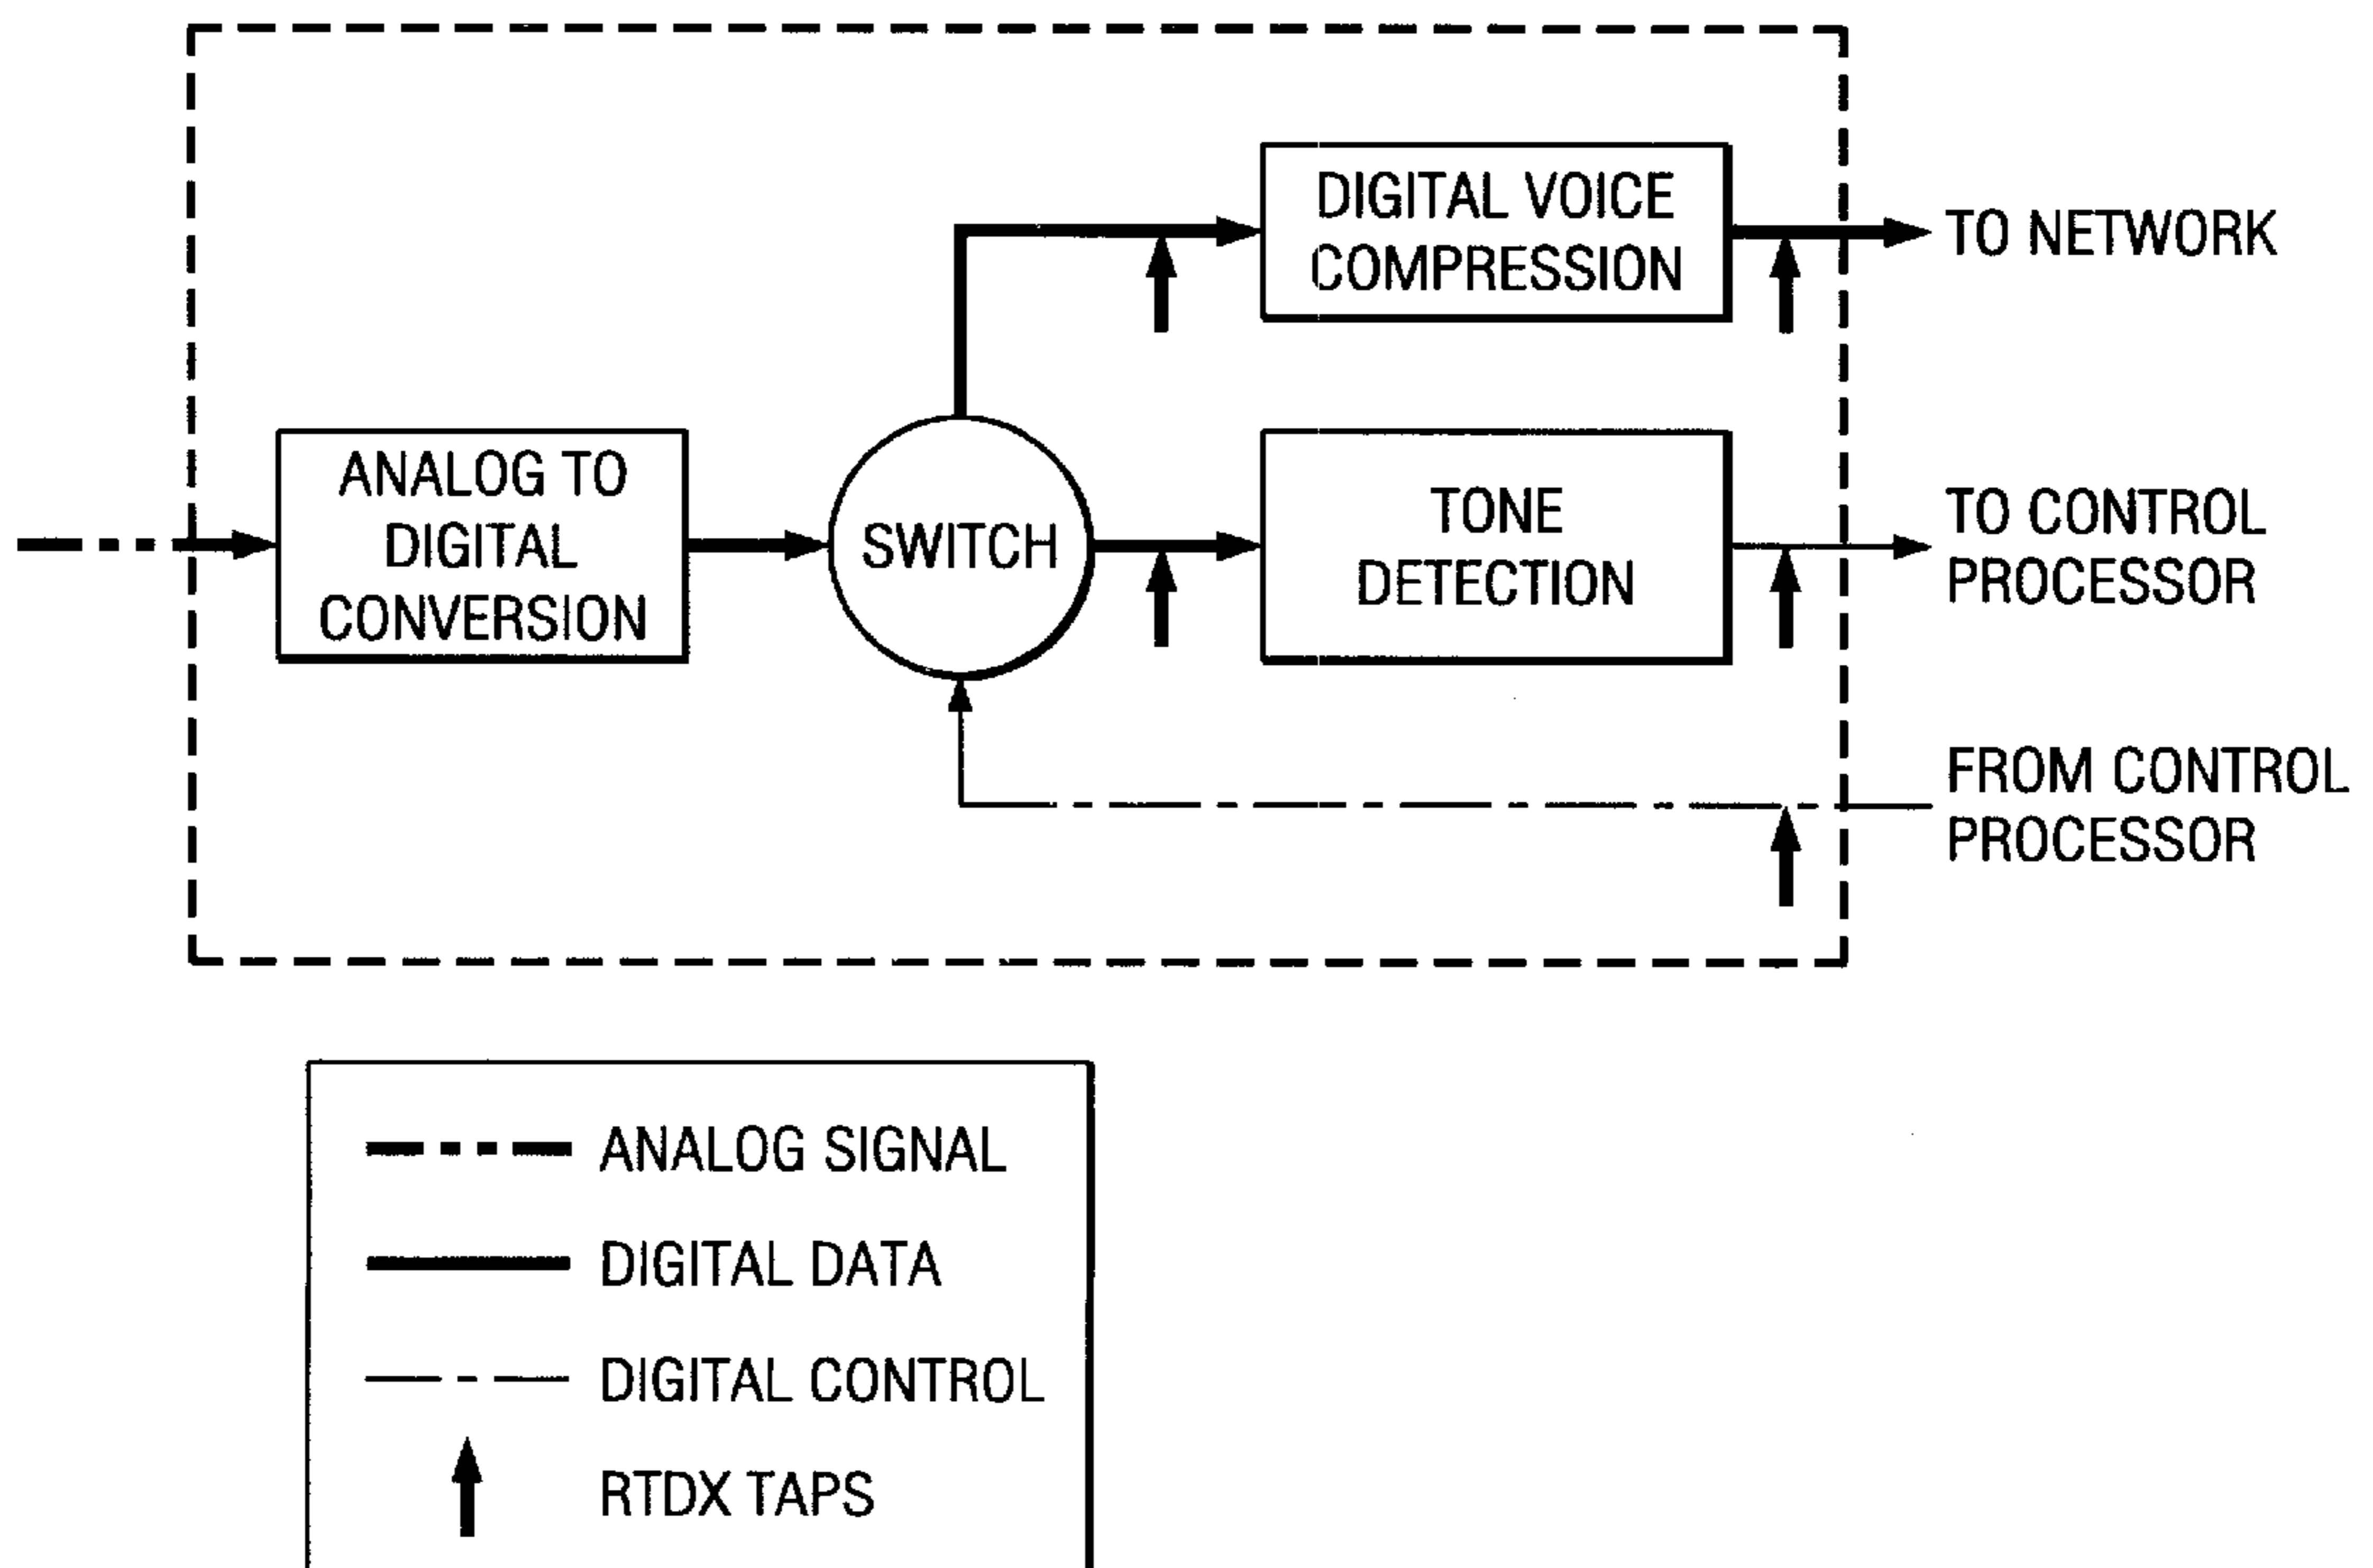 DIGITAL VOICE
COMPRESSION
TO NETWORK
ANALOG TO
DIGITAL
CONVERSION
SWITCH
TONE
DETECTION
TO CONTROL
PROCESSOR
FROM CONTROL
PROCESSOR
ANALOG SIGNAL
DIGITAL DATA
DIGITAL CONTROL
RTDX TAPS